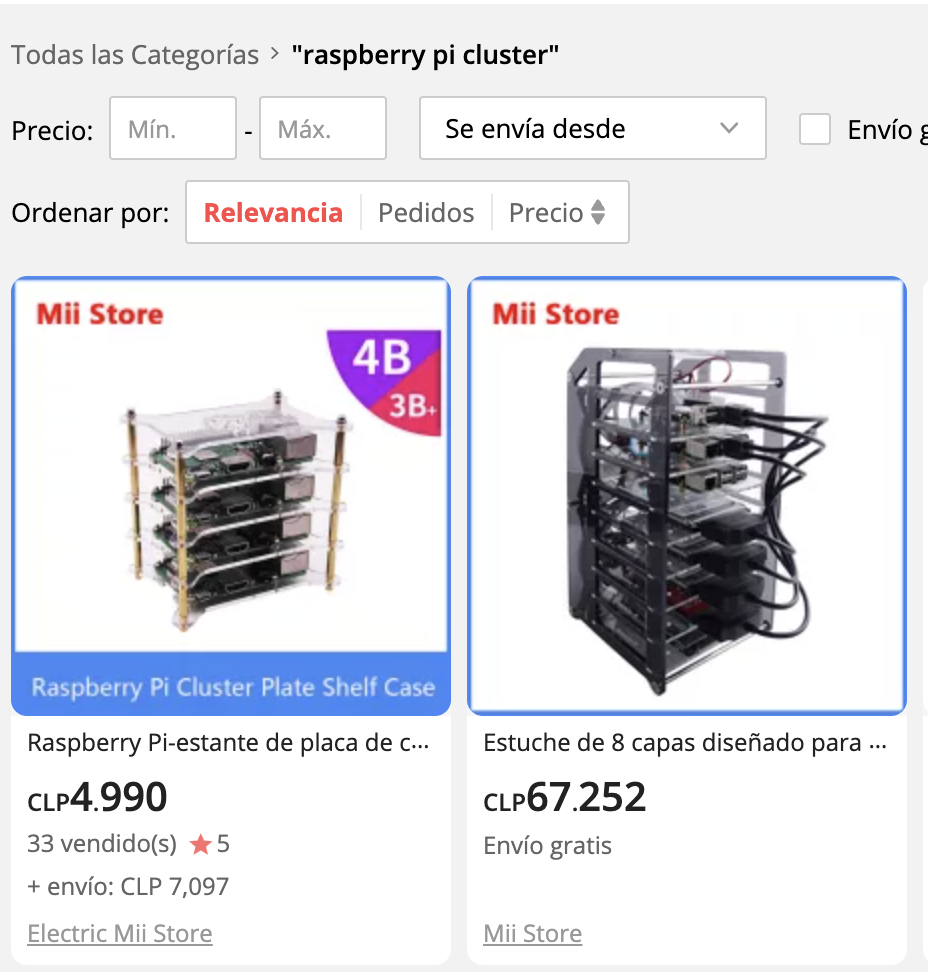 Todas las Categorías > "raspberry pi cluster"
Precio: Mín. - Máx. Se envía desde Envío g
Ordenar por: Relevancia Pedidos Precio
Mii Store
4B
3B+
Raspberry Pi Cluster Plate Shelf Case
Raspberry Pi-estante de placa de c...
CLP4.990
33 vendido(s) ★ 5
+ envío: CLP 7,097
Electric Mii Store
Mii Store
Estuche de 8 capas diseñado para ...
CLP67.252
Envío gratis
Mii Store